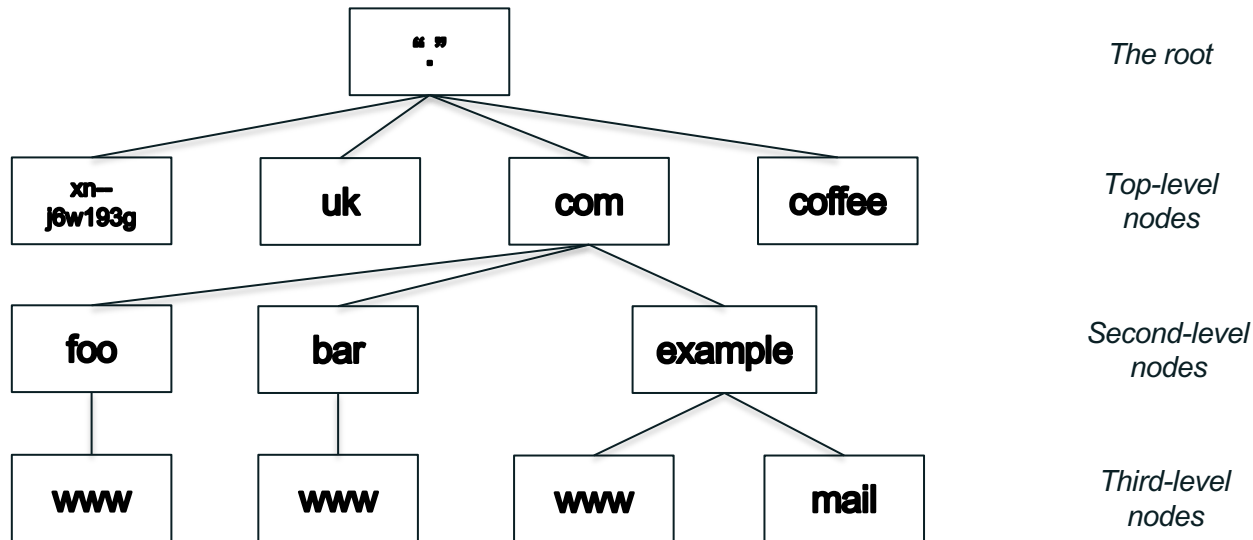 “.”
The root
xn—
j6w193g
uk
com
coffee
Top-level
nodes
foo
bar
example
Second-level
nodes
www
www
www
mail
Third-level
nodes